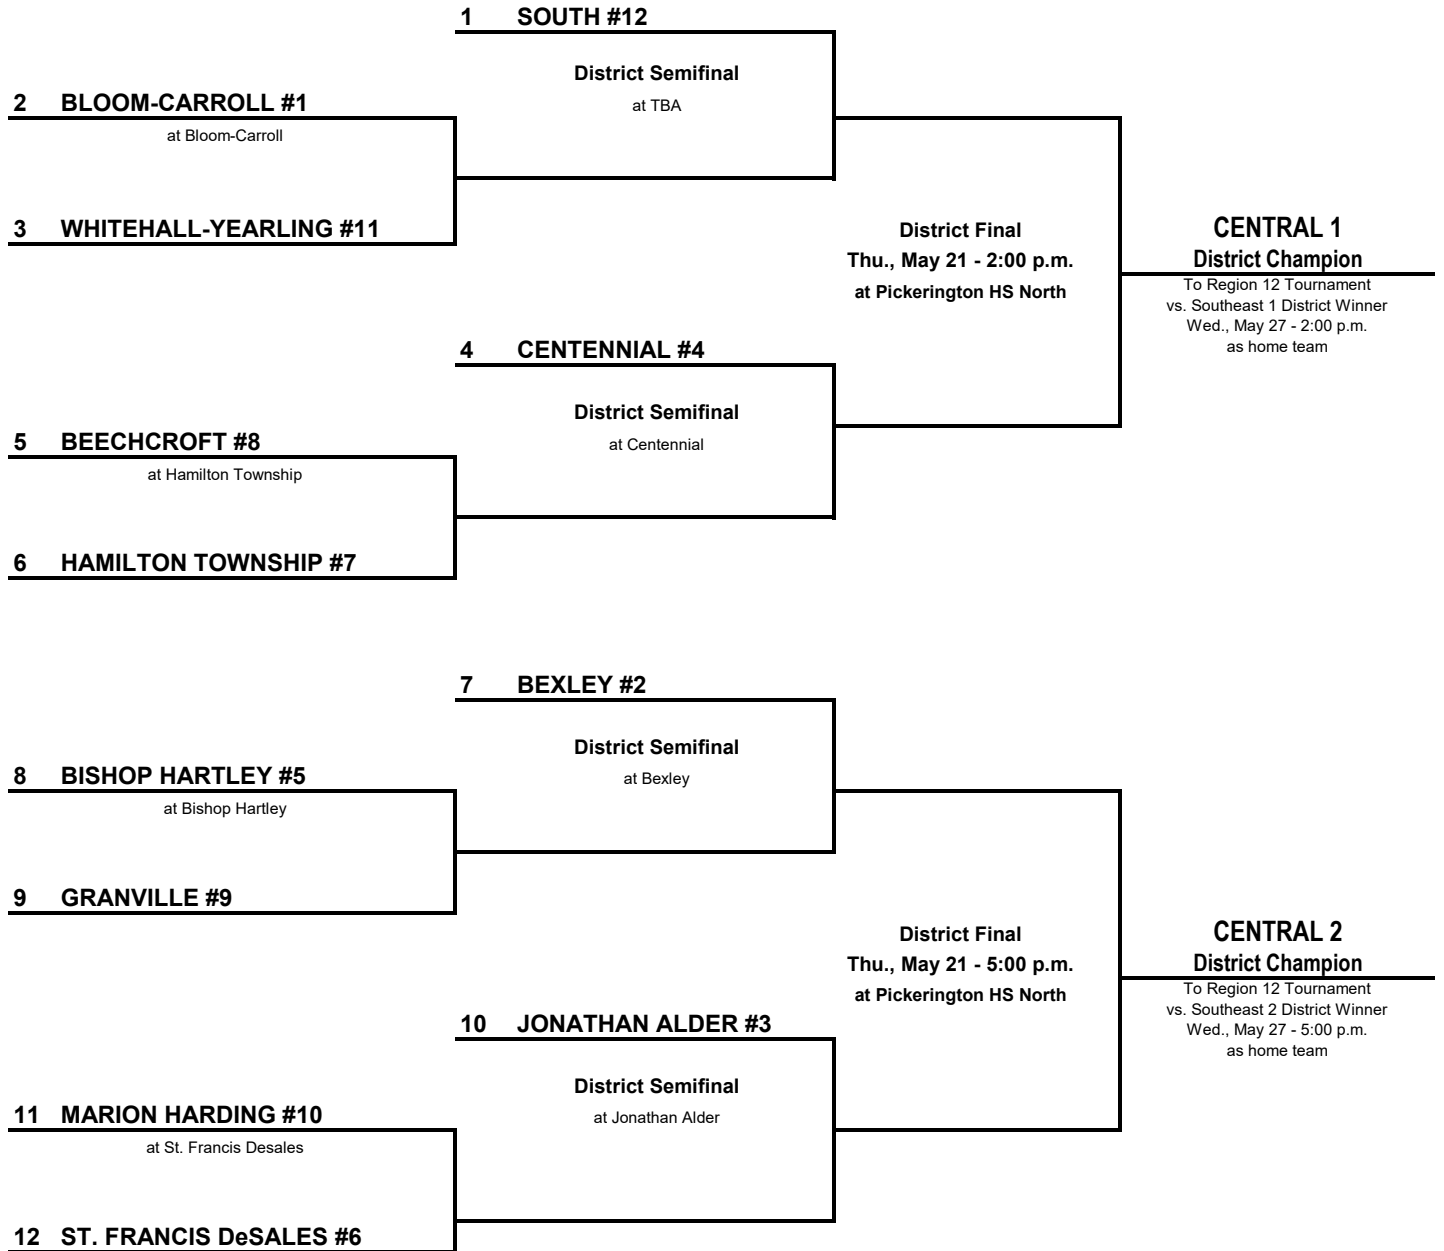 1 SOUTH #12
District Semifinal
at TBA
2 BLOOM-CARROLL #1
at Bloom-Carroll
3 WHITEHALL-YEARLING #11
District Final
Thu., May 21 - 2:00 p.m.
at Pickerington HS North
CENTRAL 1
District Champion
To Region 12 Tournament
vs. Southeast 1 District Winner
Wed., May 27 - 2:00 p.m.
as home team
4 CENTENNIAL #4
District Semifinal
at Centennial
5 BEECHCROFT #8
at Hamilton Township
6 HAMILTON TOWNSHIP #7
7 BEXLEY #2
District Semifinal
at Bexley
8 BISHOP HARTLEY #5
at Bishop Hartley
9 GRANVILLE #9
District Final
Thu., May 21 - 5:00 p.m.
at Pickerington HS North
CENTRAL 2
District Champion
To Region 12 Tournament
vs. Southeast 2 District Winner
Wed., May 27 - 5:00 p.m.
as home team
10 JONATHAN ALDER #3
District Semifinal
at Jonathan Alder
11 MARION HARDING #10
at St. Francis Desales
12 ST. FRANCIS DeSALES #6